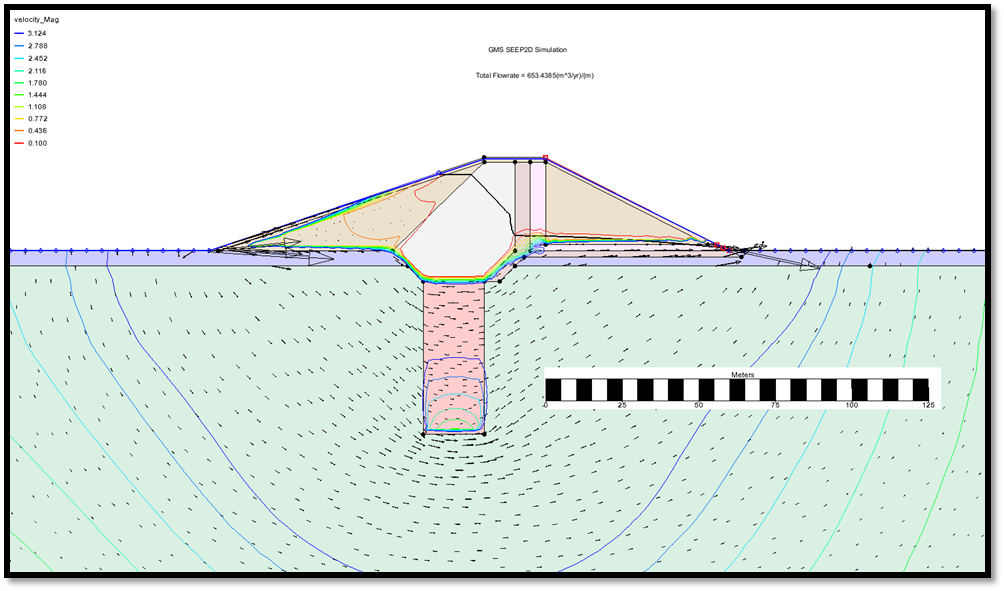 velocity_Mag
3.124
2.788
2.452
2.116
1.780
1.444
1.108
0.772
0.436
0.100
GMS SEEP2D Simulation
Total Flowrate = 653.4385(m^3/yr)/(m)
Meters
0 25 50 75 100 125